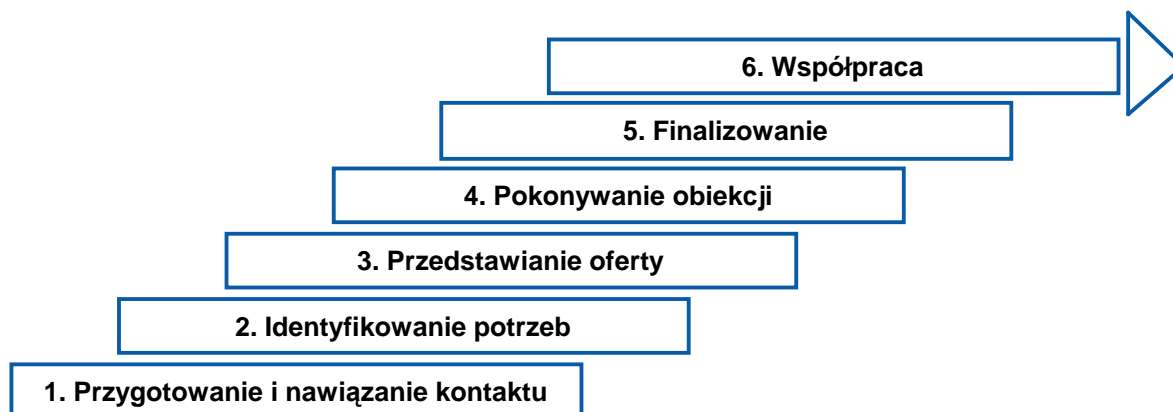 6. Współpraca
5. Finalizowanie
4. Pokonywanie obiekcji
3. Przedstawianie oferty
2. Identyfikowanie potrzeb
1. Przygotowanie i nawiązanie kontaktu